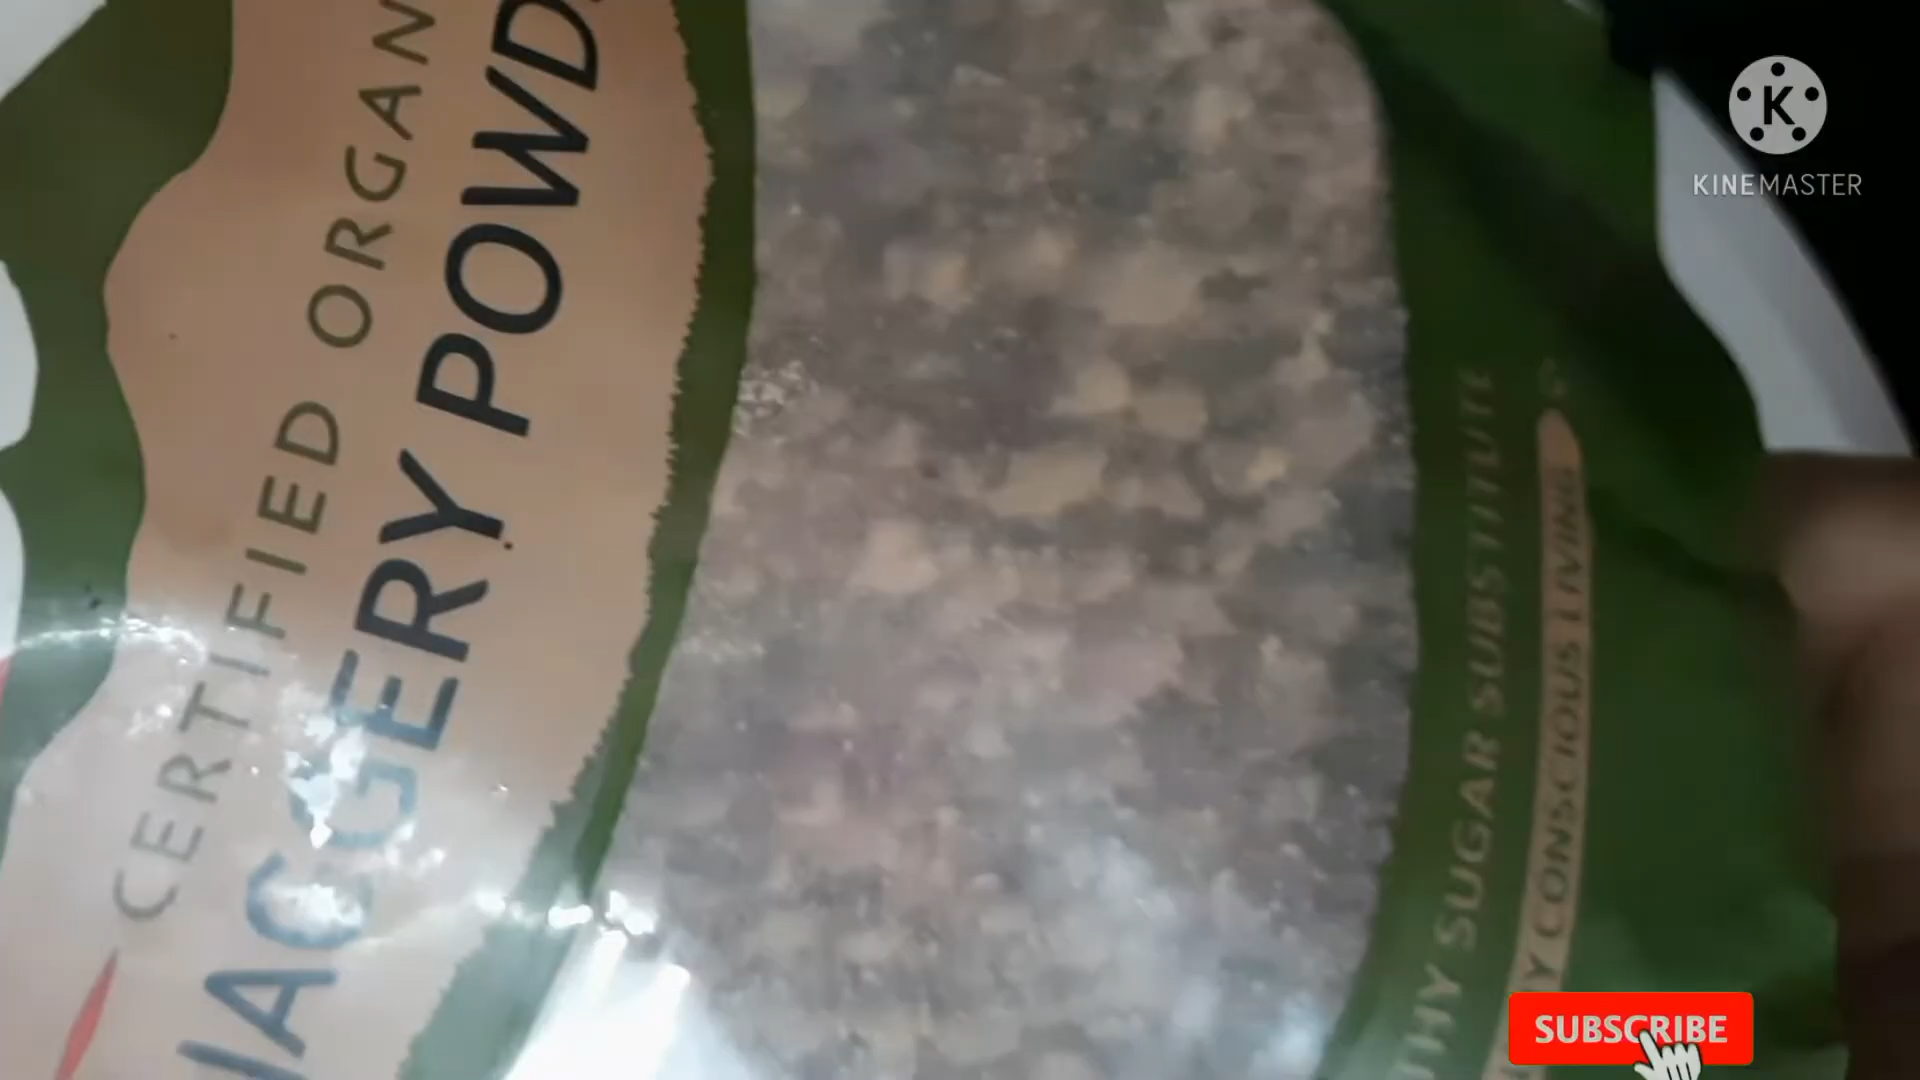 CERTIFIED ORGAN
JAGGERY POWD
THY SUGAR SUBSTITUTE
Y CONSCIOUS LIVING
K
KINEMASTER
SUBSCRIBE